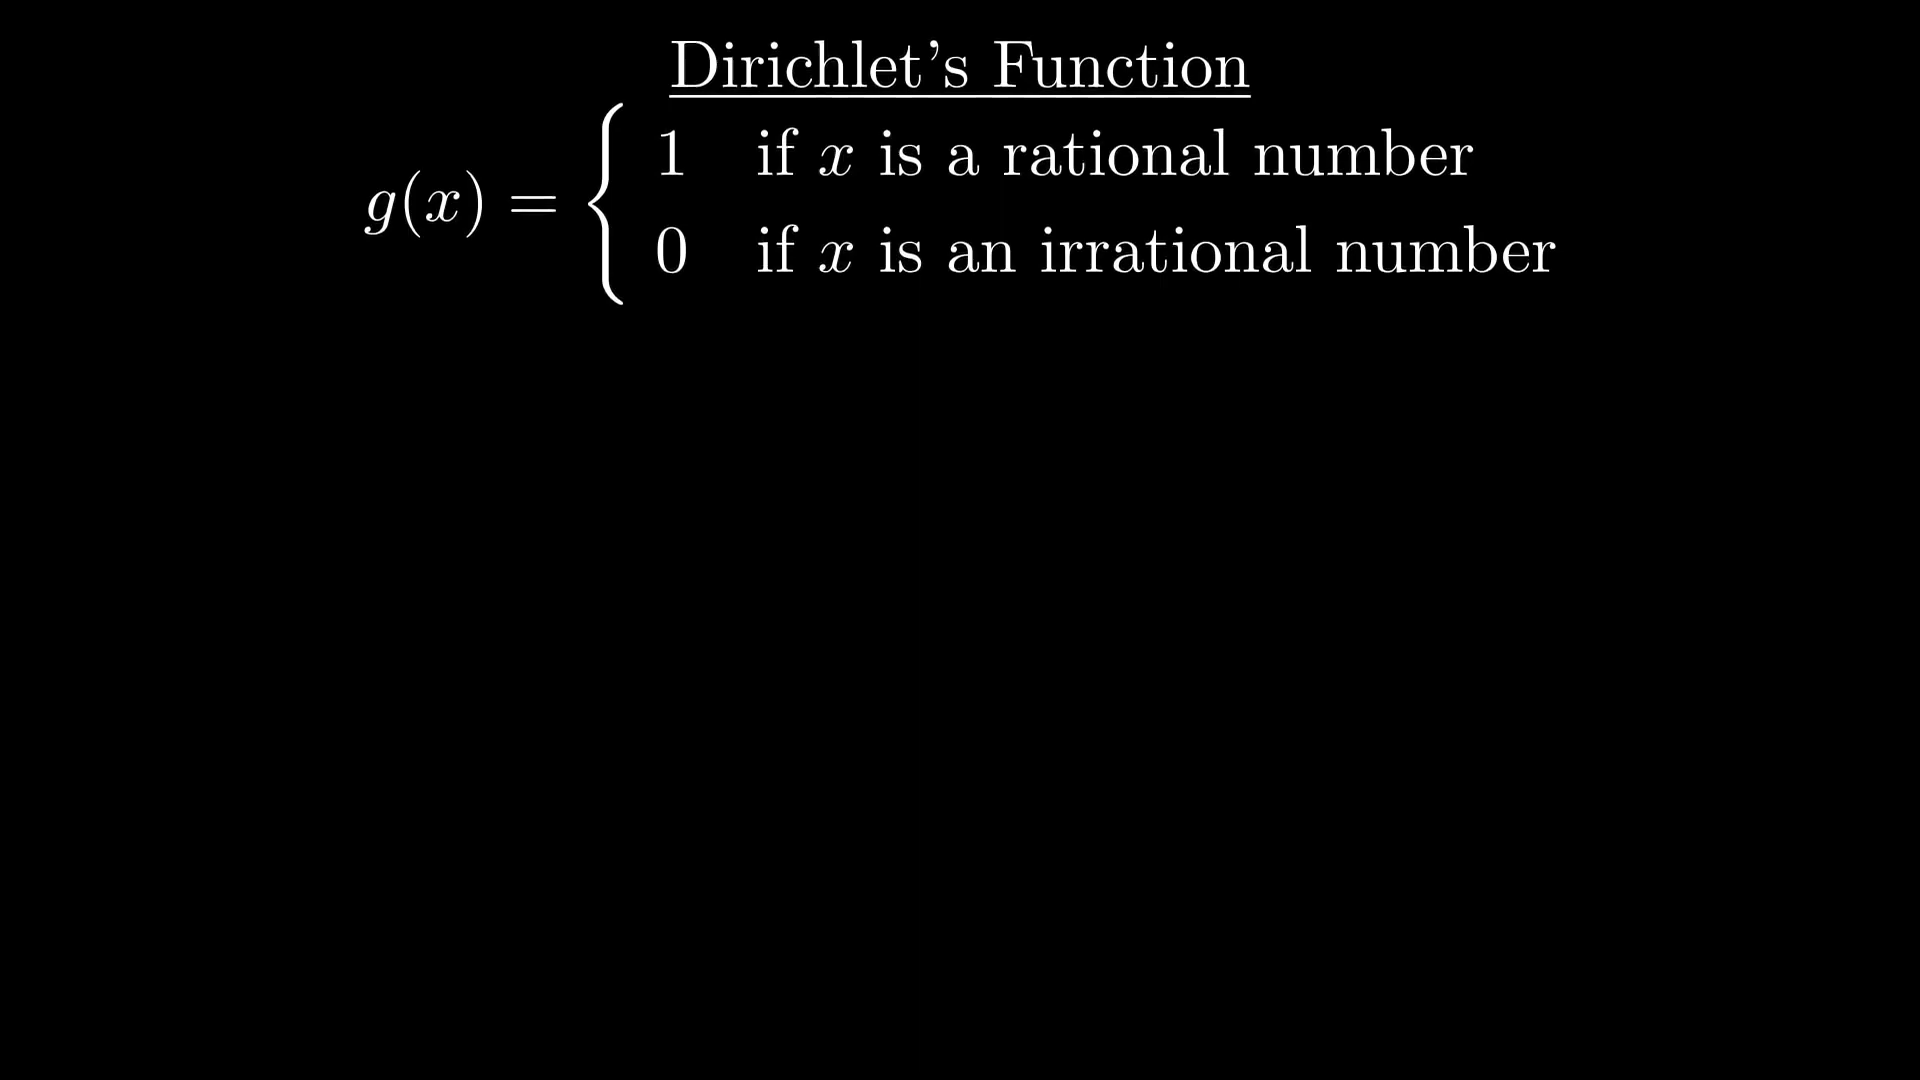 Dirichlet's Function
g(x) = { 1 if x is a rational number
0 if x is an irrational number